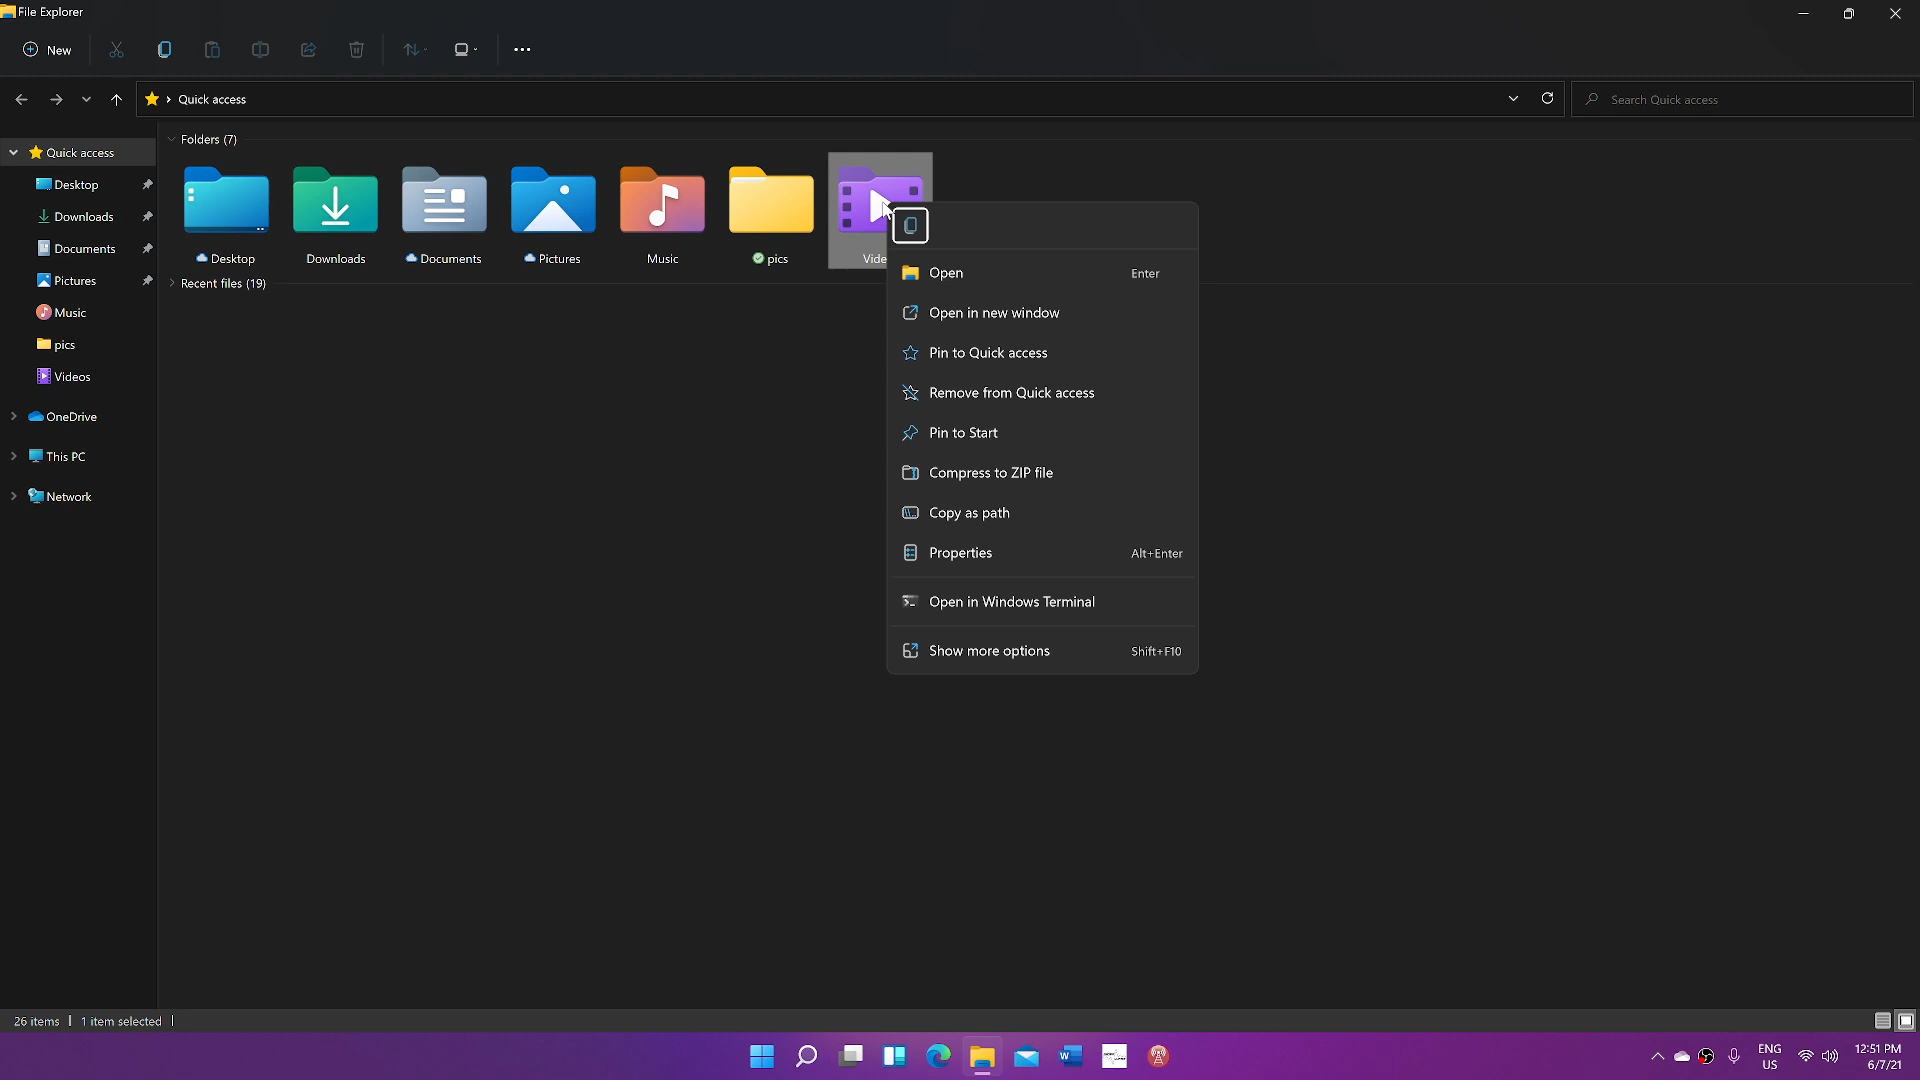 File Explorer
New
Quick access
Search Quick access
Folders (7)
Quick access
Desktop
Downloads
Documents
Pictures
Music
pics
Videos
OneDrive
This PC
Network
Desktop
Downloads
Documents
Pictures
Music
pics
Vide
Recent files (19)
Open Enter
Open in new window
Pin to Quick access
Remove from Quick access
Pin to Start
Compress to ZIP file
Copy as path
Properties Alt+Enter
Open in Windows Terminal
Show more options Shift+F10
26 items
1 item selected
W
ENG
US
12:51 PM
6/7/21